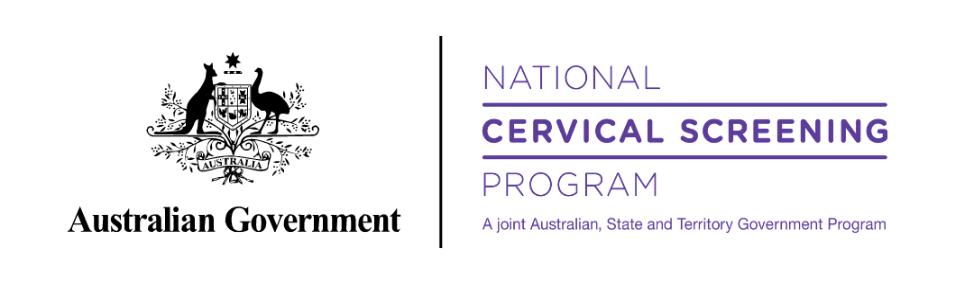 AUSTRALIA
Australian Government
NATIONAL
CERVICAL SCREENING
PROGRAM
A joint Australian, State and Territory Government Program